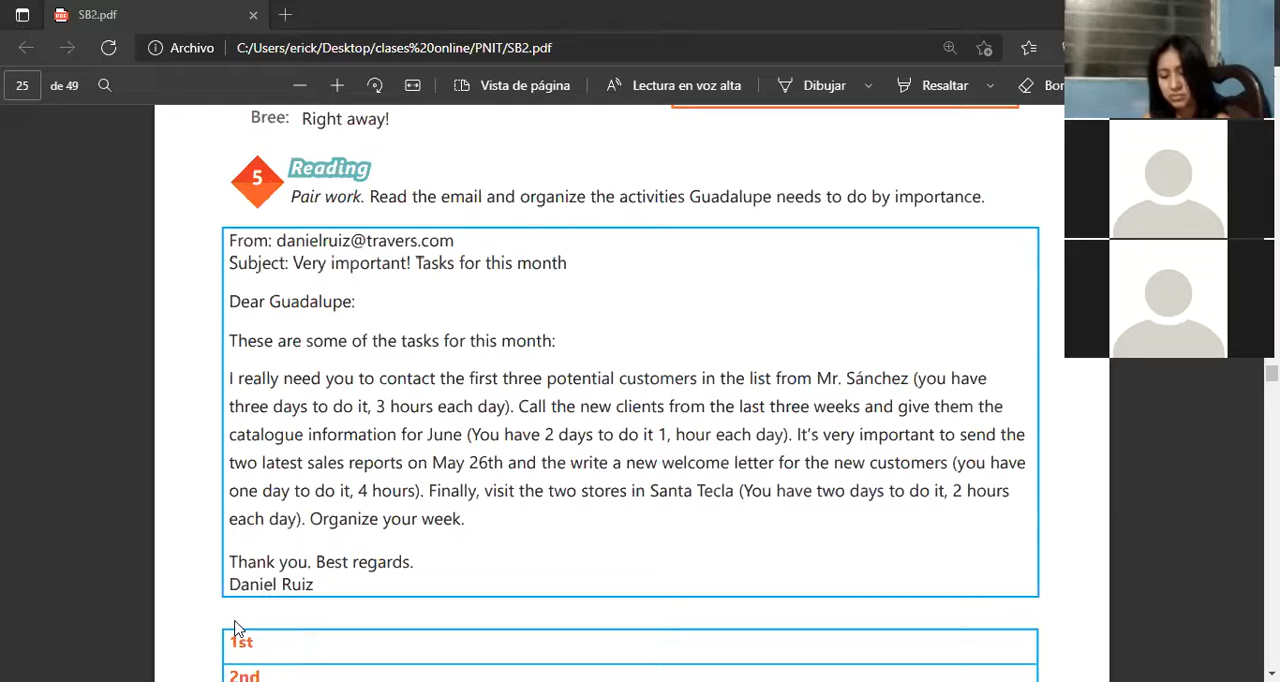 SB2.pdf
Archivo C:/Users/erick/Desktop/clases%20online/PNIT/SB2.pdf
25 de 49 Vista de página Lectura en voz alta Dibujar Resaltar
Bree: Right away!
5 Reading
Pair work. Read the email and organize the activities Guadalupe needs to do by importance.
From: danielruiz@travers.com
Subject: Very important! Tasks for this month
Dear Guadalupe:
These are some of the tasks for this month:
I really need you to contact the first three potential customers in the list from Mr. Sánchez (you have
three days to do it, 3 hours each day). Call the new clients from the last three weeks and give them the
catalogue information for June (You have 2 days to do it 1, hour each day). It's very important to send the
two latest sales reports on May 26th and the write a new welcome letter for the new customers (you have
one day to do it, 4 hours). Finally, visit the two stores in Santa Tecla (You have two days to do it, 2 hours
each day). Organize your week.
Thank you. Best regards.
Daniel Ruiz
1st
2nd